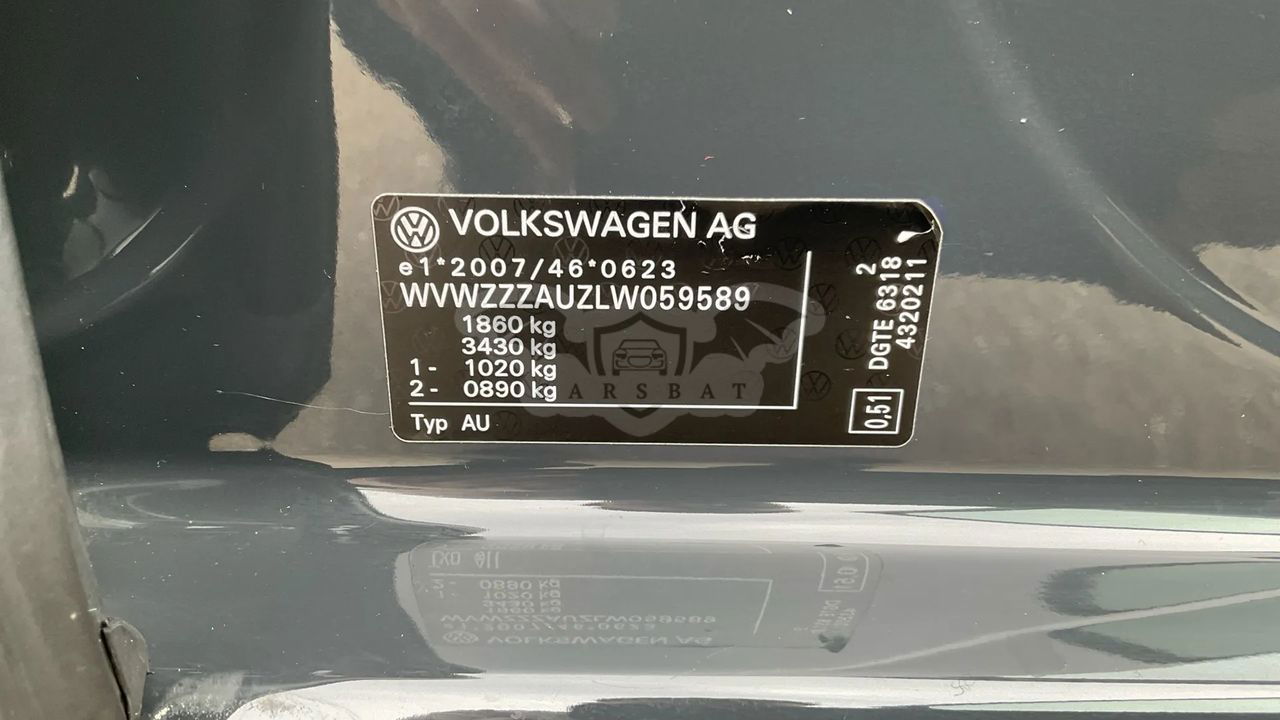 VOLKSWAGEN AG
e1*2007/46*0623
WVWZZZAUZLW059589
1860 kg
3430 kg
1- 1020 kg
2- 0890 kg
Typ AU
2
DGTE 6318
4320211
0,51
ARSBAT